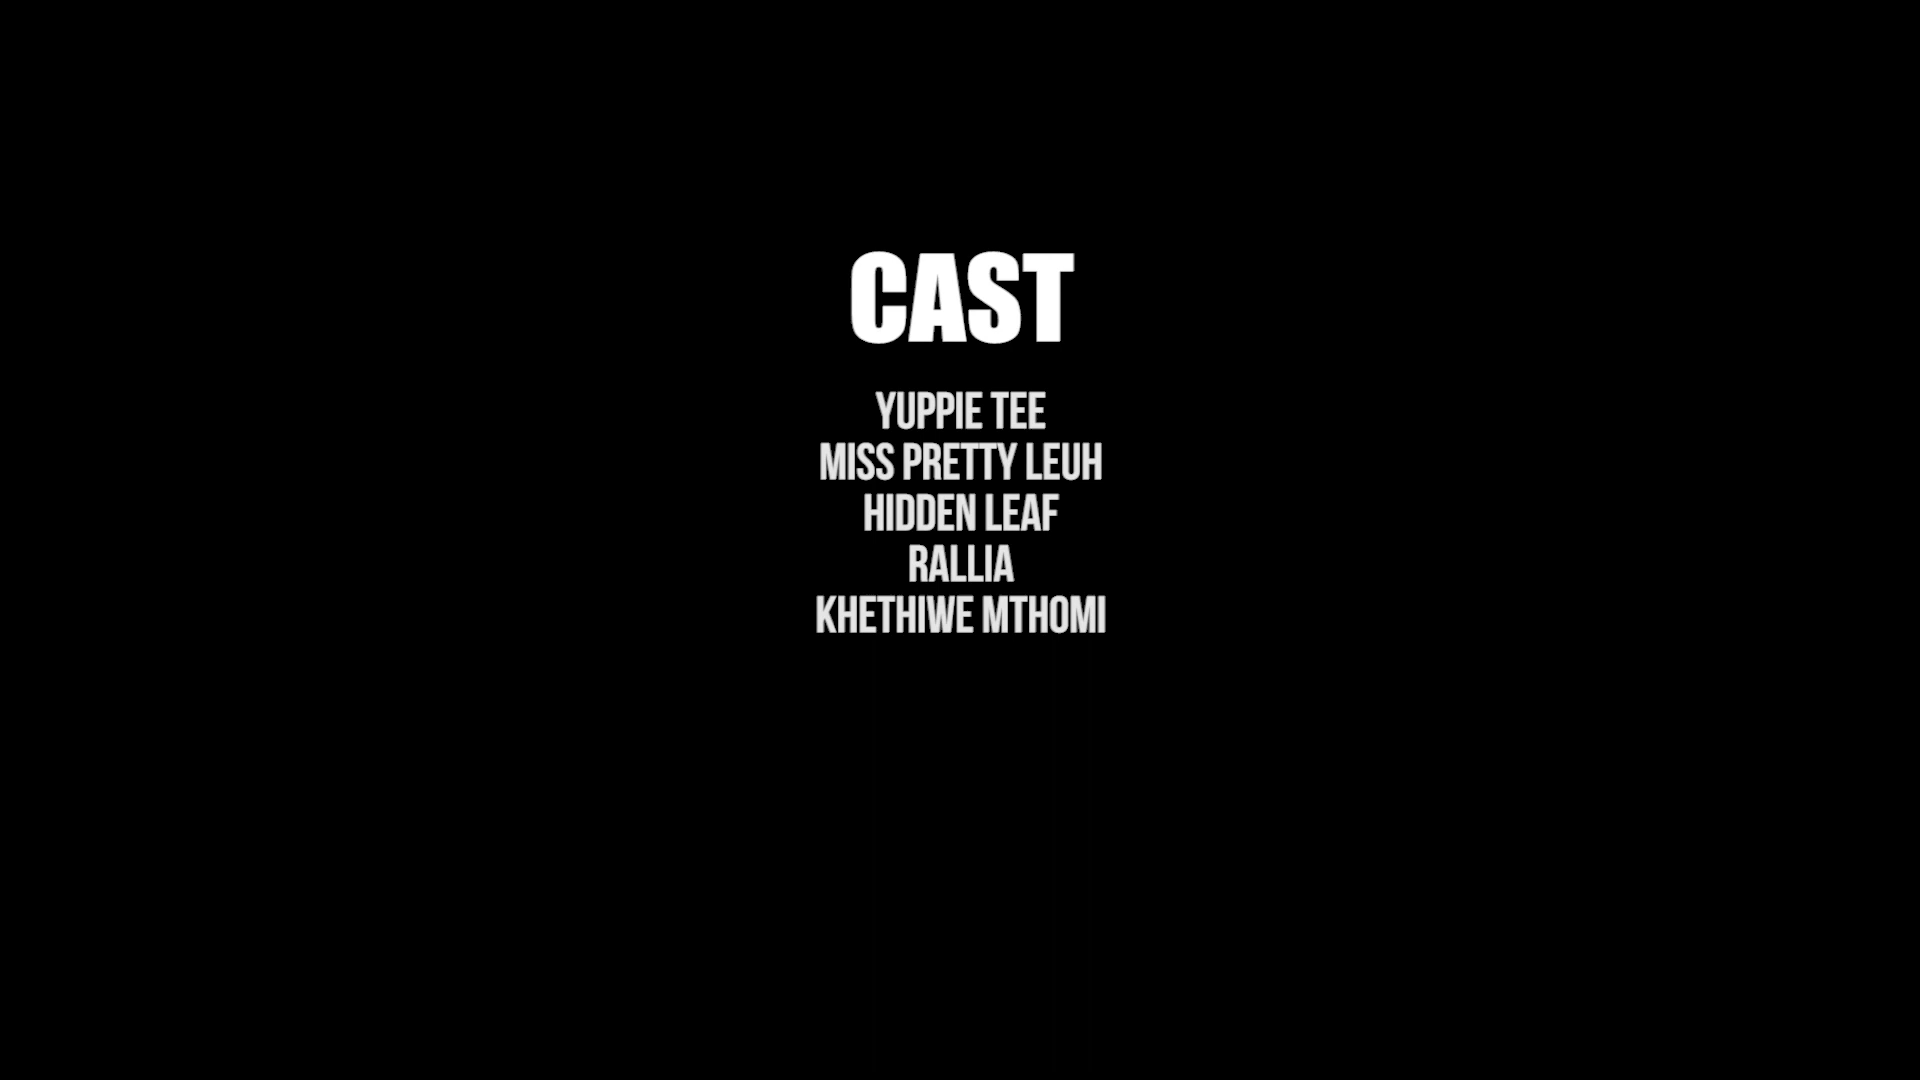 CAST
YUPPIE TEE
MISS PRETTY LEUH
HIDDEN LEAF
RALLIA
KHETHIWE MTHOMI